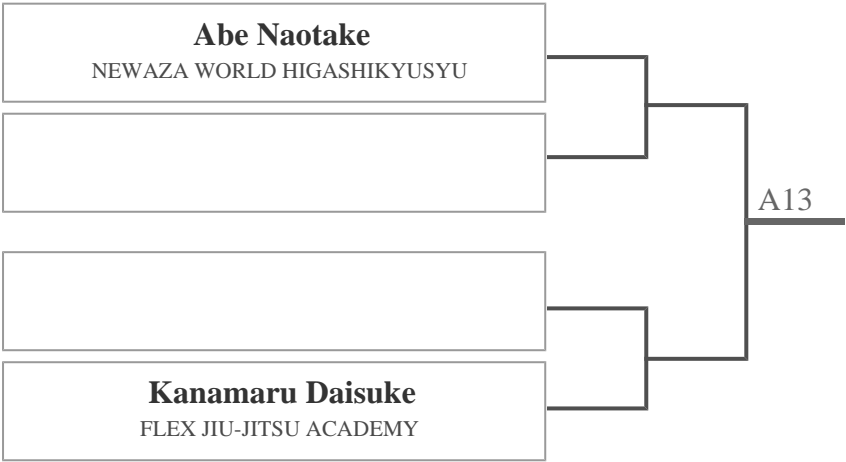 Abe Naotake
NEWAZA WORLD HIGASHIKYUSYU
A13
Kanamaru Daisuke
FLEX JIU-JITSU ACADEMY